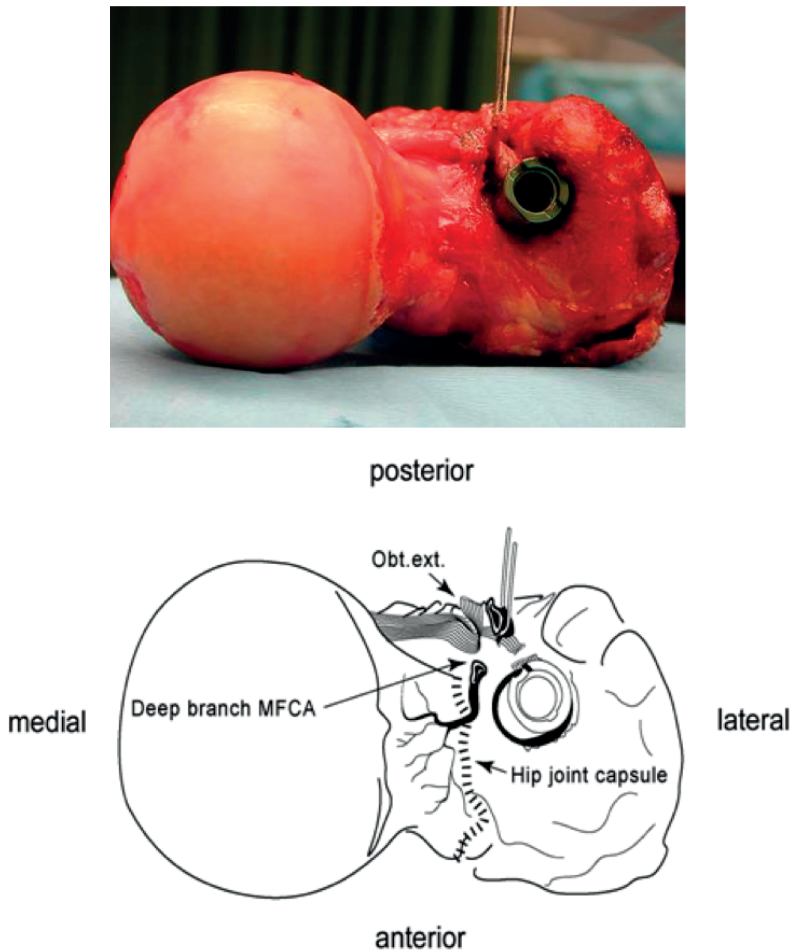 posterior
Obt.ext.
Deep branch MFCA
medial
lateral
Hip joint capsule
anterior